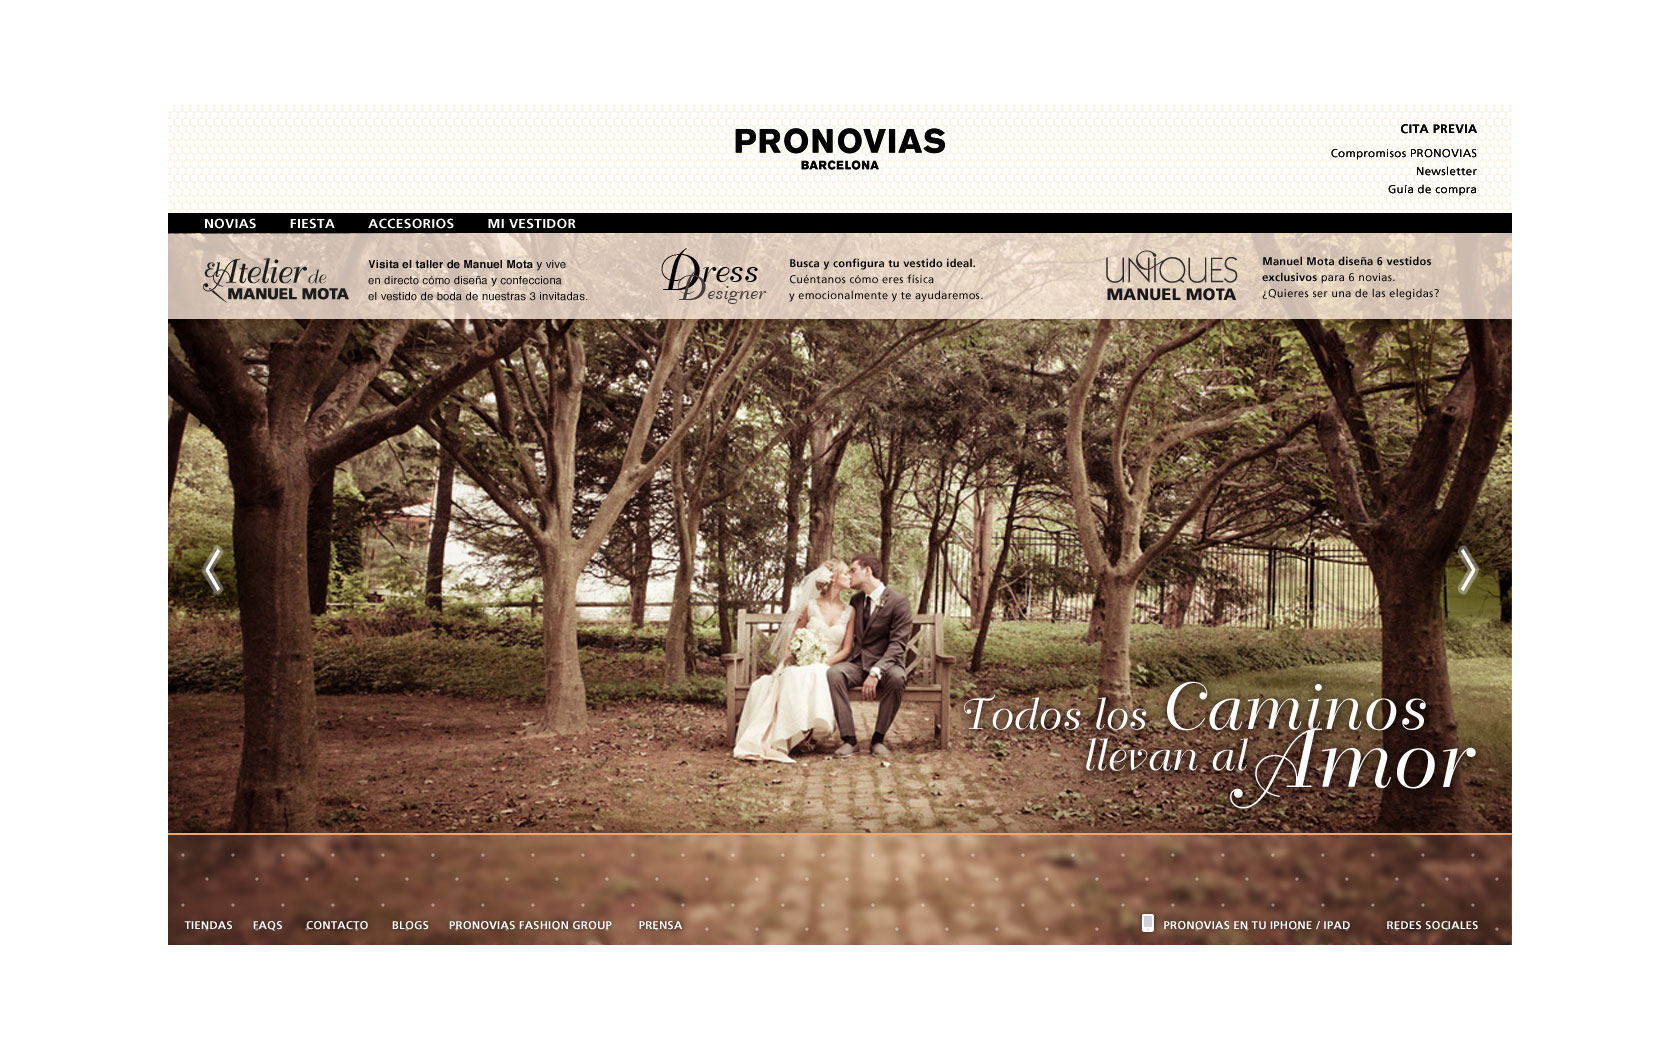 PRONOVIAS
BARCELONA
CITA PREVIA
Compromisos PRONOVIAS
Newsletter
Guía de compra
NOVIAS FIESTA ACCESORIOS MI VESTIDOR
El Atelier de
MANUEL MOTA
Visita el taller de Manuel Mota y vive
en directo cómo diseña y confecciona
el vestido de boda de nuestras 3 invitadas.
Dress
Designer
Busca y configura tu vestido ideal.
Cuéntanos cómo eres física
y emocionalmente y te ayudaremos.
UNIQUES
MANUEL MOTA
Manuel Mota diseña 6 vestidos
exclusivos para 6 novias.
¿Quieres ser una de las elegidas?
Todos los Caminos
llevan al Amor
TIENDAS FAQS CONTACTO BLOGS PRONOVIAS FASHION GROUP PRENSA PRONOVIAS EN TU IPHONE / IPAD REDES SOCIALES